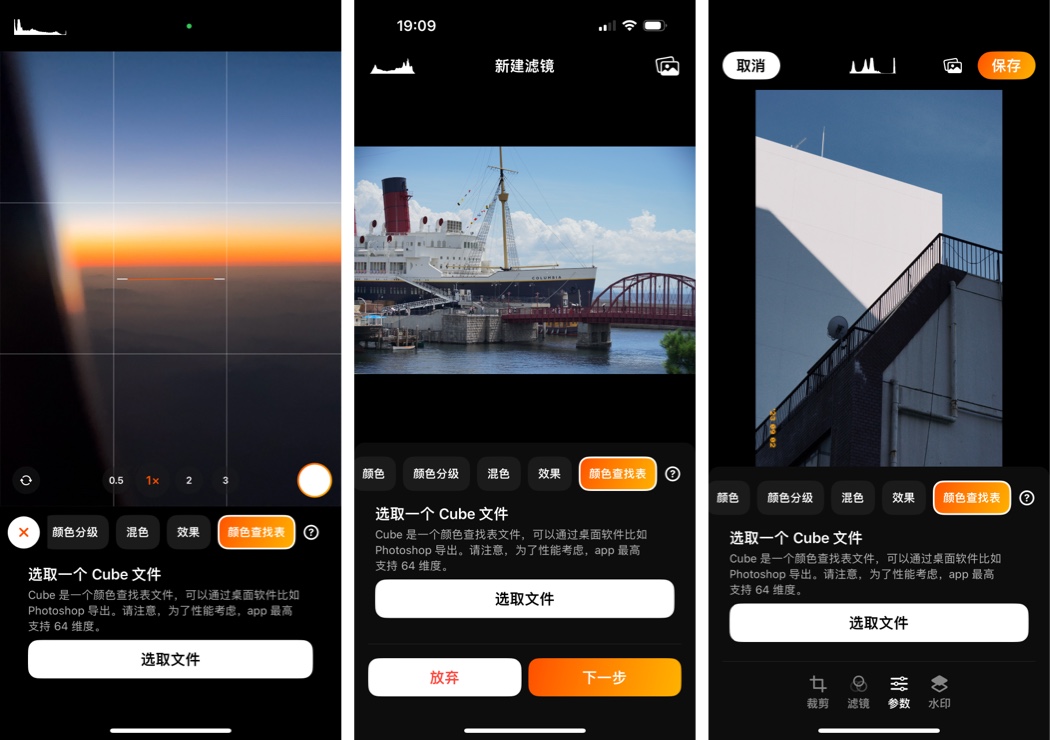 0.5 1× 2 3
颜色分级 混色 效果 颜色查找表 ?
选取一个 Cube 文件
Cube 是一个颜色查找表文件，可以通过桌面软件比如
Photoshop 导出。请注意，为了性能考虑，app 最高
支持 64 维度。
选取文件
19:09
新建滤镜
COLUMBIA
颜色 颜色分级 混色 效果 颜色查找表 ?
选取一个 Cube 文件
Cube 是一个颜色查找表文件，可以通过桌面软件比如
Photoshop 导出。请注意，为了性能考虑，app 最高
支持 64 维度。
选取文件
放弃 下一步
取消 保存
颜色 颜色分级 混色 效果 颜色查找表 ?
选取一个 Cube 文件
Cube 是一个颜色查找表文件，可以通过桌面软件比如
Photoshop 导出。请注意，为了性能考虑，app 最高
支持 64 维度。
选取文件
裁剪 滤镜 参数 水印